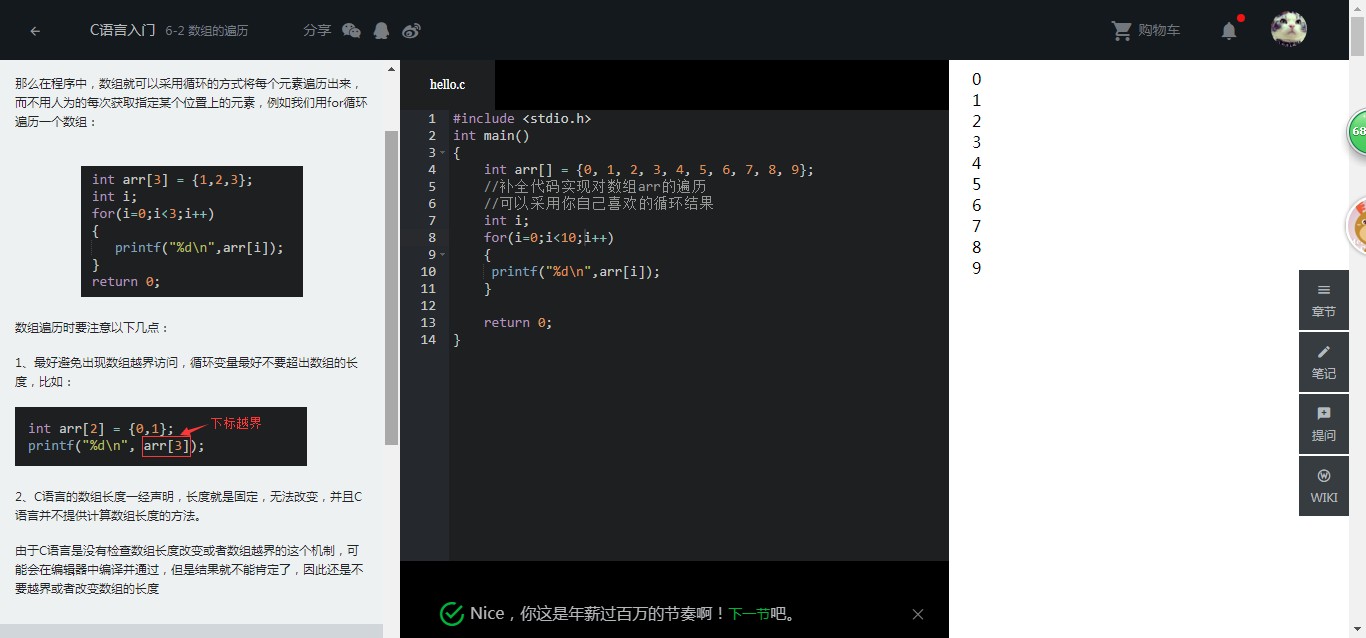 C语言入门 6-2 数组的遍历 分享 购物车
那么在程序中，数组就可以采用循环的方式将每个元素遍历出来，
而不用人为的每次获取指定某个位置上的元素，例如我们用for循环
遍历一个数组：
int arr[3] = {1,2,3};
int i;
for(i=0;i<3;i++)
{
printf("%d\n",arr[i]);
}
return 0;
数组遍历时要注意以下几点：
1、最好避免出现数组越界访问，循环变量最好不要超出数组的长
度，比如：
下标越界
int arr[2] = {0,1};
printf("%d\n", arr[3]);
2、C语言的数组长度一经声明，长度就是固定，无法改变，并且C
语言并不提供计算数组长度的方法。
由于C语言是没有检查数组长度改变或者数组越界的这个机制，可
能会在编辑器中编译并通过，但是结果就不能肯定了，因此还是不
要越界或者改变数组的长度
hello.c
1 #include <stdio.h>
2 int main()
3 {
4 int arr[] = {0, 1, 2, 3, 4, 5, 6, 7, 8, 9};
5 //补全代码实现对数组arr的遍历
6 //可以采用你自己喜欢的循环结果
7 int i;
8 for(i=0;i<10;i++)
9 {
10 printf("%d\n",arr[i]);
11 }
12
13 return 0;
14 }
Nice，你这是年薪过百万的节奏啊！下一节吧。
0
1
2
3
4
5
6
7
8
9
68
章节
笔记
提问
WIKI